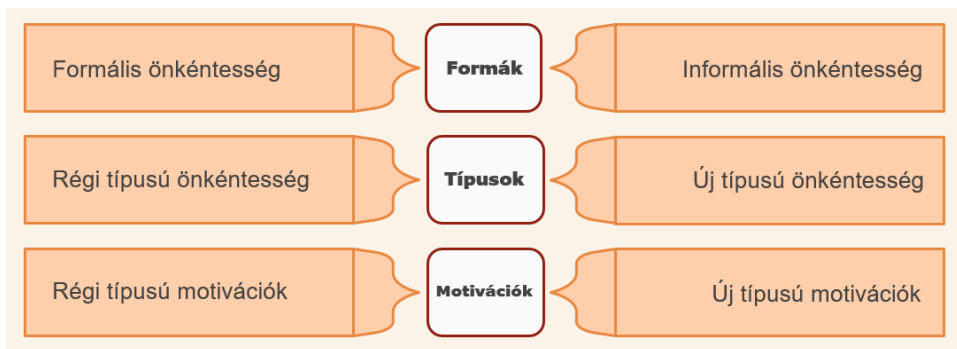 Formális önkéntesség
Formák
Informális önkéntesség
Régi típusú önkéntesség
Típusok
Új típusú önkéntesség
Régi típusú motivációk
Motivációk
Új típusú motivációk